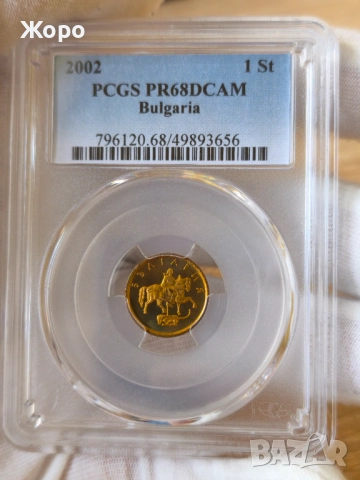 Жоро
2002 1 St
PCGS PR68DCAM
Bulgaria
796120.68/49893656
БЪЛГАРИЯ
bazar